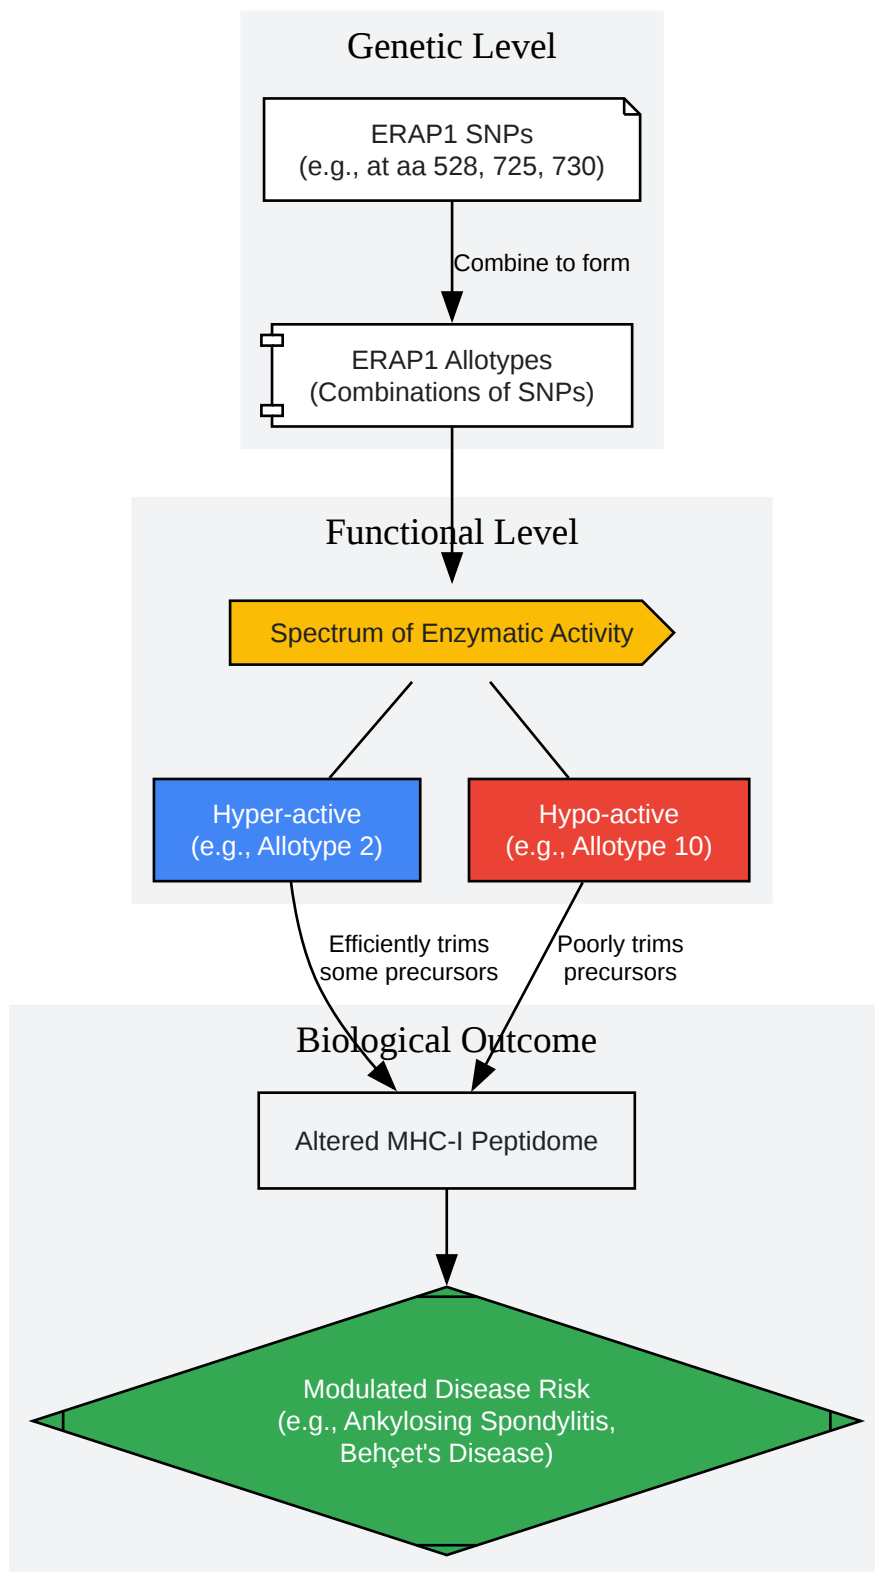 Genetic Level
ERAP1 SNPs
(e.g., at aa 528, 725, 730)
Combine to form
ERAP1 Allotypes
(Combinations of SNPs)
Functional Level
Spectrum of Enzymatic Activity
Hyper-active
(e.g., Allotype 2)
Hypo-active
(e.g., Allotype 10)
Efficiently trims
some precursors
Poorly trims
precursors
Biological Outcome
Altered MHC-I Peptidome
Modulated Disease Risk
(e.g., Ankylosing Spondylitis,
Behçet's Disease)